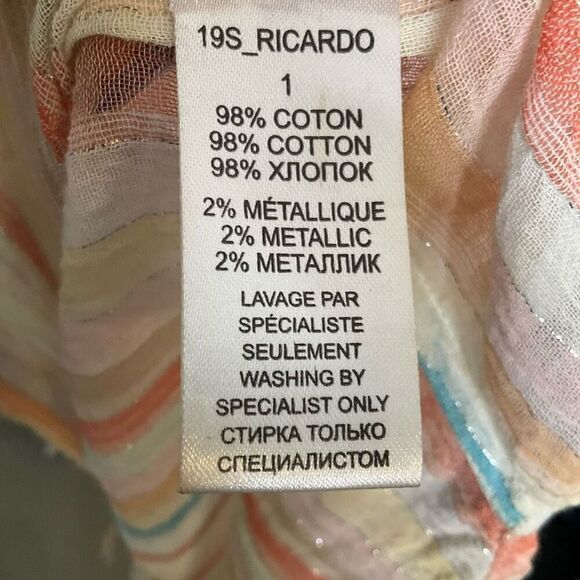 19S_RICARDO
1
98% COTON
98% COTTON
98% ХЛОПОК
2% MÉTALLIQUE
2% METALLIC
2% МЕТАЛЛИК
LAVAGE PAR
SPÉCIALISTE
SEULEMENT
WASHING BY
SPECIALIST ONLY
СТИРКА ТОЛЬКО
СПЕЦИАЛИСТОМ